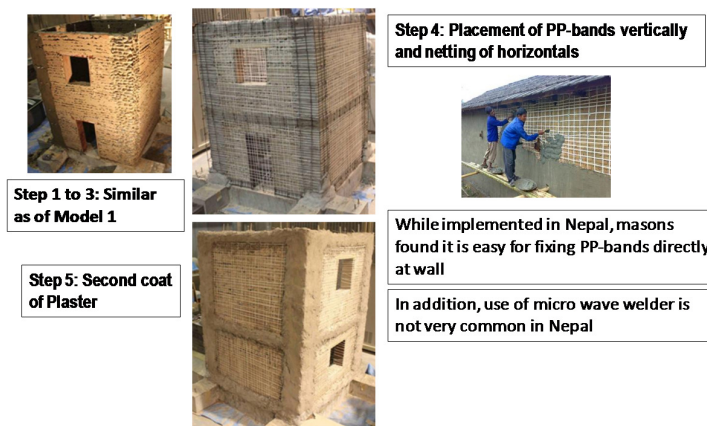 Step 1 to 3: Similar
as of Model 1
Step 5: Second coat
of Plaster
Step 4: Placement of PP-bands vertically
and netting of horizontals
While implemented in Nepal, masons
found it is easy for fixing PP-bands directly
at wall
In addition, use of micro wave welder is
not very common in Nepal